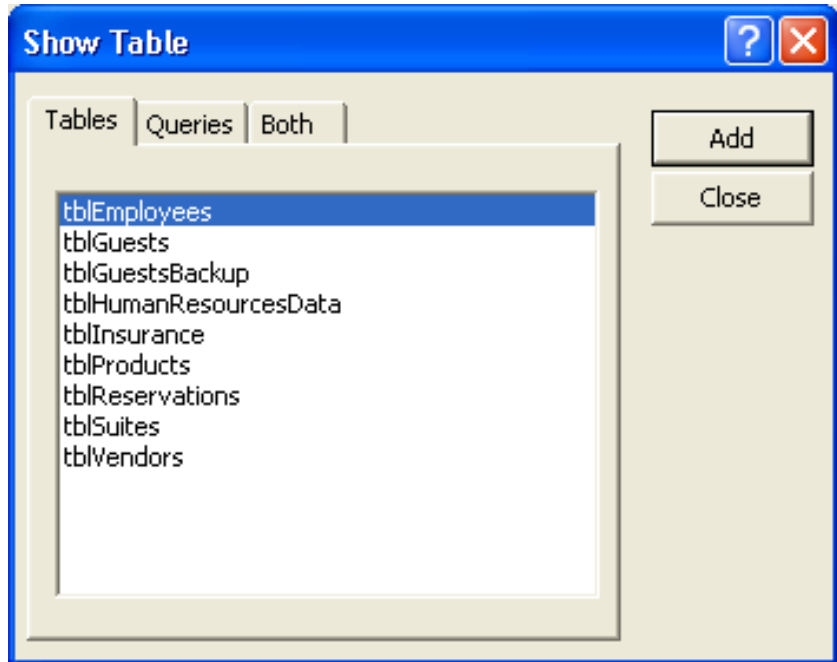 Show Table
Tables Queries Both
Add
Close
tblEmployees
tblGuests
tblGuestsBackup
tblHumanResourcesData
tblInsurance
tblProducts
tblReservations
tblSuites
tblVendors